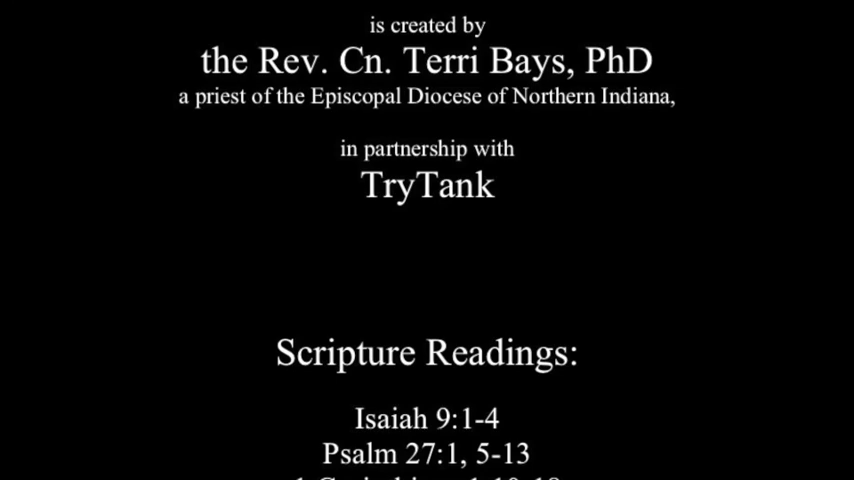 is created by
the Rev. Cn. Terri Bays, PhD
a priest of the Episcopal Diocese of Northern Indiana,
in partnership with
TryTank
Scripture Readings:
Isaiah 9:1-4
Psalm 27:1, 5-13